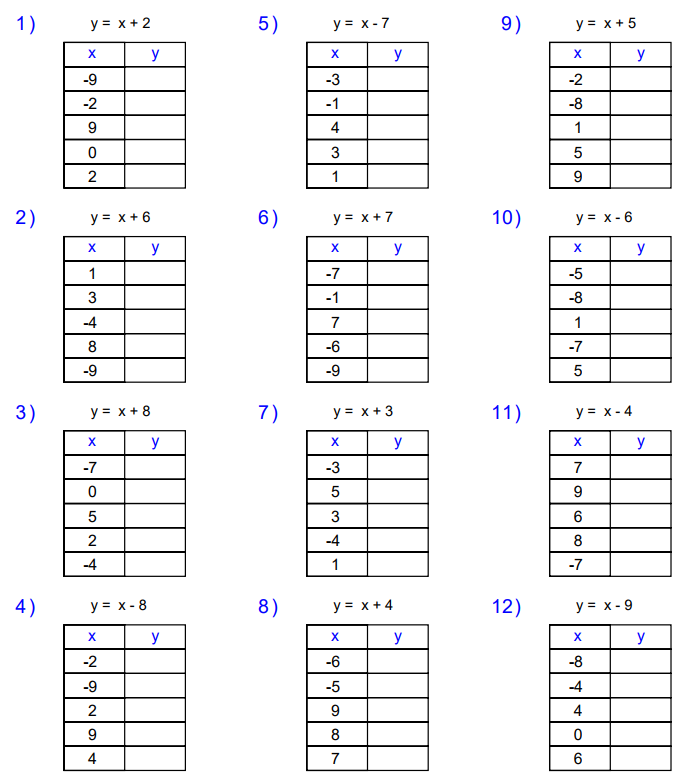 1) y = x + 2
x y
-9
-2
9
0
2
2) y = x + 6
x y
1
3
-4
8
-9
3) y = x + 8
x y
-7
0
5
2
-4
4) y = x - 8
x y
-2
-9
2
9
4
5) y = x - 7
x y
-3
-1
4
3
1
6) y = x + 7
x y
-7
-1
7
-6
-9
7) y = x + 3
x y
-3
5
3
-4
1
8) y = x + 4
x y
-6
-5
9
8
7
9) y = x + 5
x y
-2
-8
1
5
9
10) y = x - 6
x y
-5
-8
1
-7
5
11) y = x - 4
x y
7
9
6
8
-7
12) y = x - 9
x y
-8
-4
4
0
6